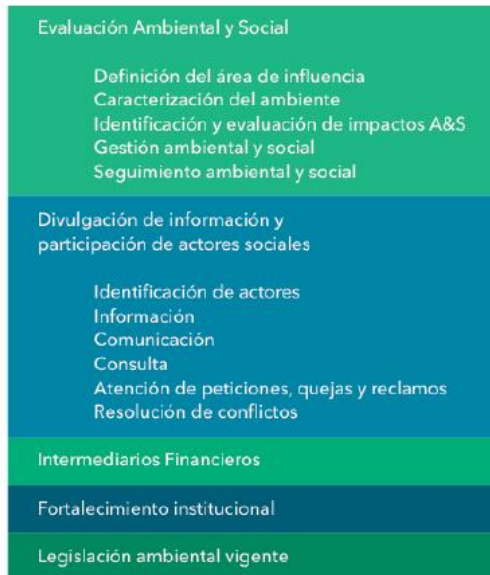 Evaluación Ambiental y Social
Definición del área de influencia
Caracterización del ambiente
Identificación y evaluación de impactos A&S
Gestión ambiental y social
Seguimiento ambiental y social
Divulgación de información y
participación de actores sociales
Identificación de actores
Información
Comunicación
Consulta
Atención de peticiones, quejas y reclamos
Resolución de conflictos
Intermediarios Financieros
Fortalecimiento institucional
Legislación ambiental vigente